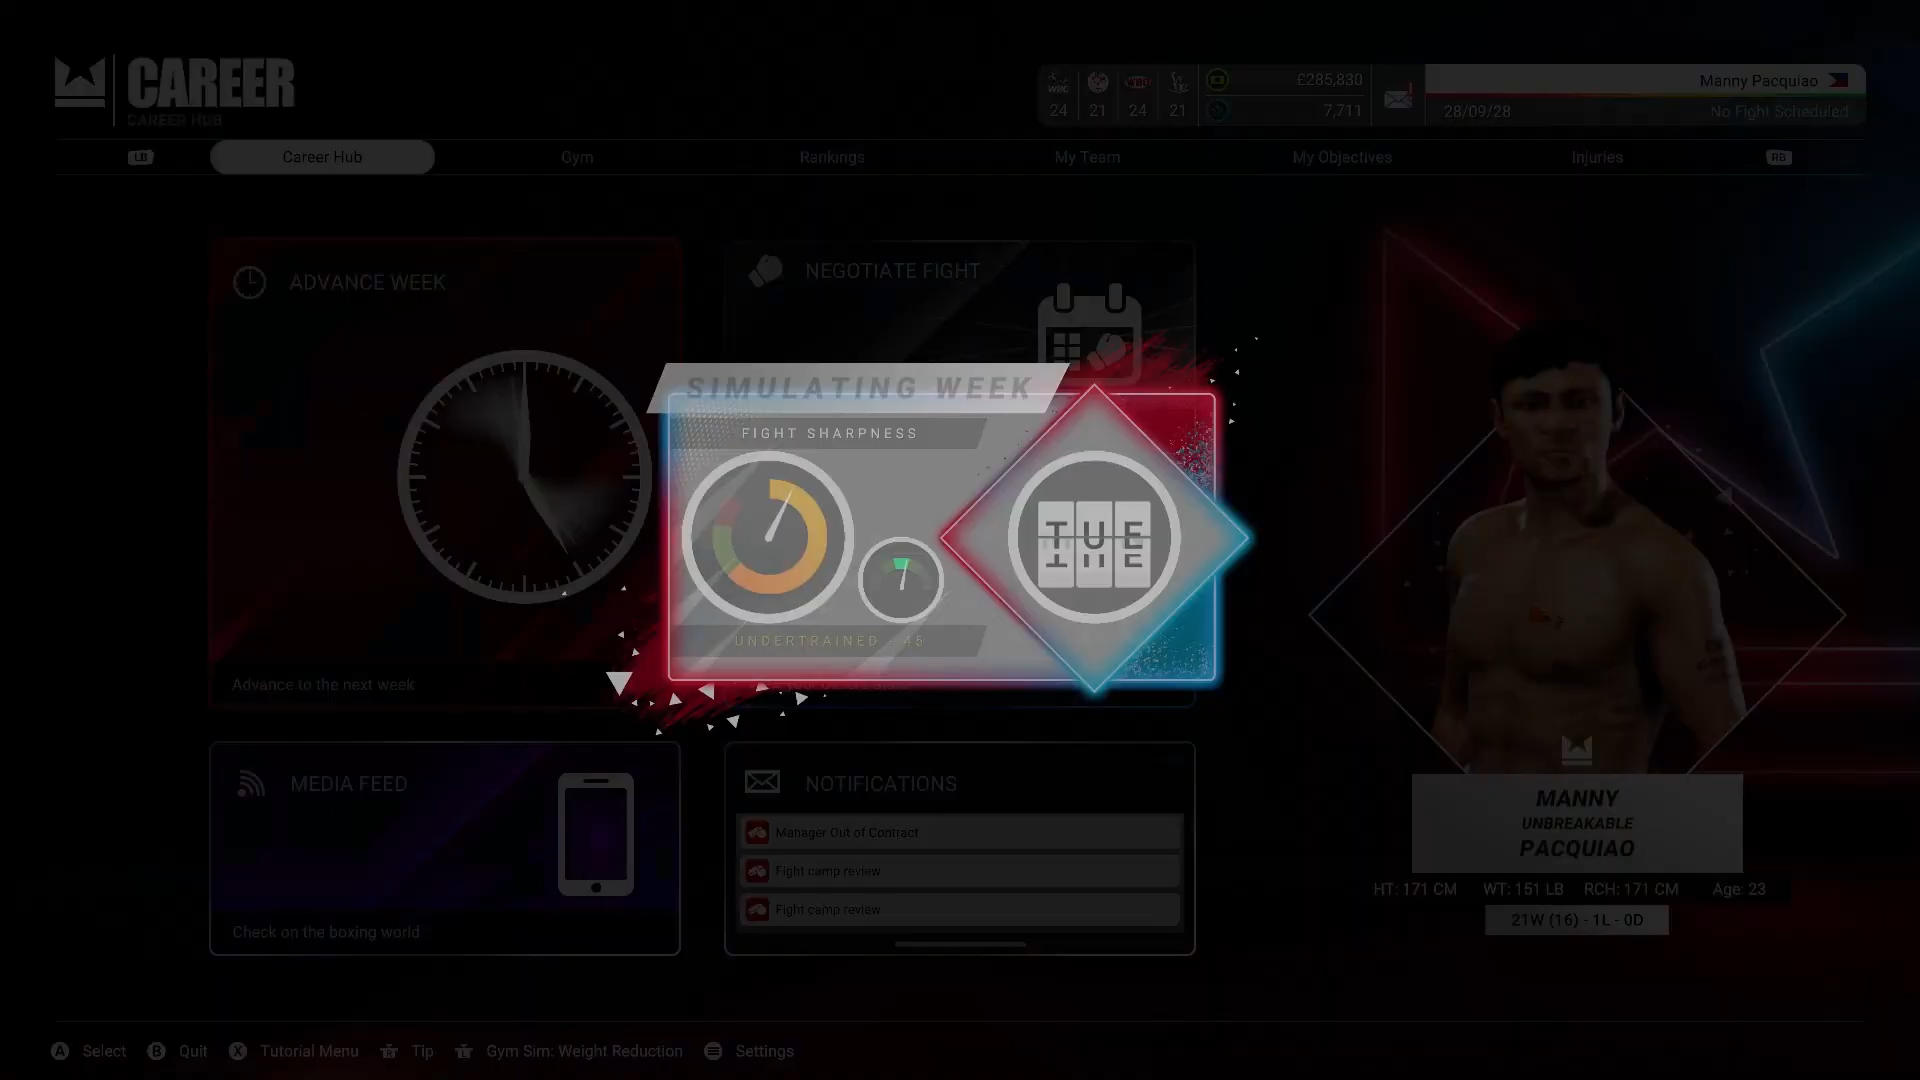 CAREER
CAREER HUB
WBC
24
21
24
21
£285,830
7,711
Manny Pacquiao
28/09/28
No Fight Scheduled
LB
Career Hub
Gym
Rankings
My Team
My Objectives
Injuries
RB
ADVANCE WEEK
Advance to the next week
NEGOTIATE FIGHT
SIMULATING WEEK
FIGHT SHARPNESS
UNDERTRAINED - 45
TUE
MEDIA FEED
Check on the boxing world
NOTIFICATIONS
Manager Out of Contract
Fight camp review
Fight camp review
MANNY
UNBREAKABLE
PACQUIAO
HT: 171 CM WT: 151 LB RCH: 171 CM Age: 23
21W (16) - 1L - 0D
A Select B Quit X Tutorial Menu R Tip L Gym Sim: Weight Reduction Settings